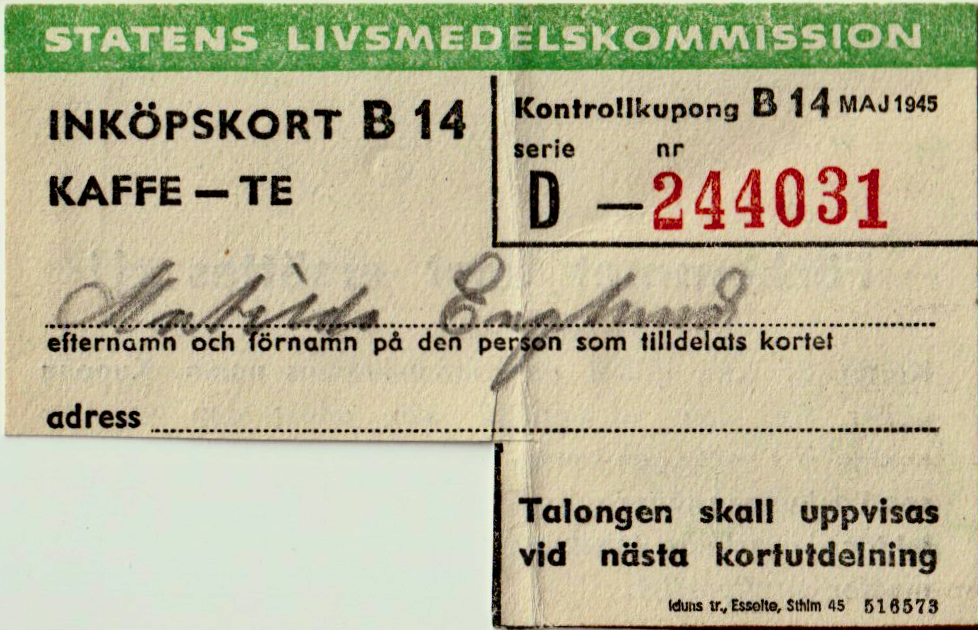 STATENS LIVSMEDELSKOMMISSION
INKÖPSKORT B 14
KAFFE — TE
Kontrollkupong B 14 MAJ 1945
serie nr
D — 244031
Matilda Englund
efternamn och förnamn på den person som tilldelats kortet
adress
Talongen skall uppvisas
vid nästa kortutdelning
Iduns tr., Esselte, Sthlm 45 516573